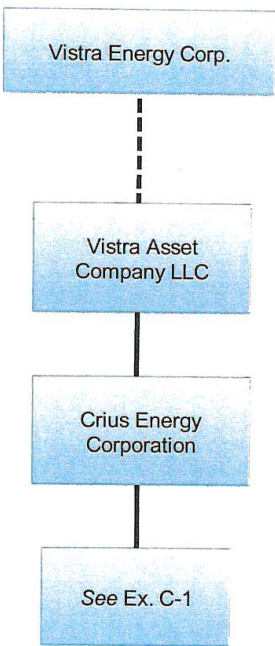 Vistra Energy Corp.
Vistra Asset
Company LLC
Crius Energy
Corporation
See Ex. C-1